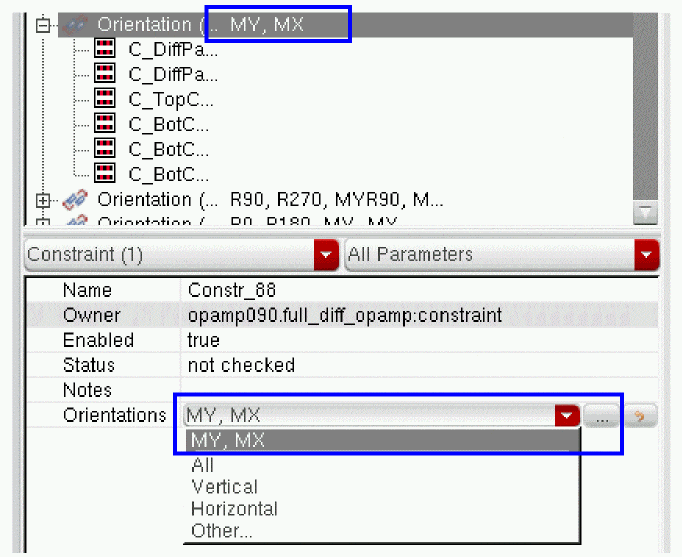 Orientation (... MY, MX
C_DiffPa...
C_DiffPa...
C_TopC...
C_BotC...
C_BotC...
C_BotC...
Orientation (... R90, R270, MYR90, M...
Orientation (... R0, R180, MY, MX
Constraint (1) All Parameters
Name Constr_88
Owner opamp090.full_diff_opamp:constraint
Enabled true
Status not checked
Notes
Orientations MY, MX ...
MY, MX
All
Vertical
Horizontal
Other...